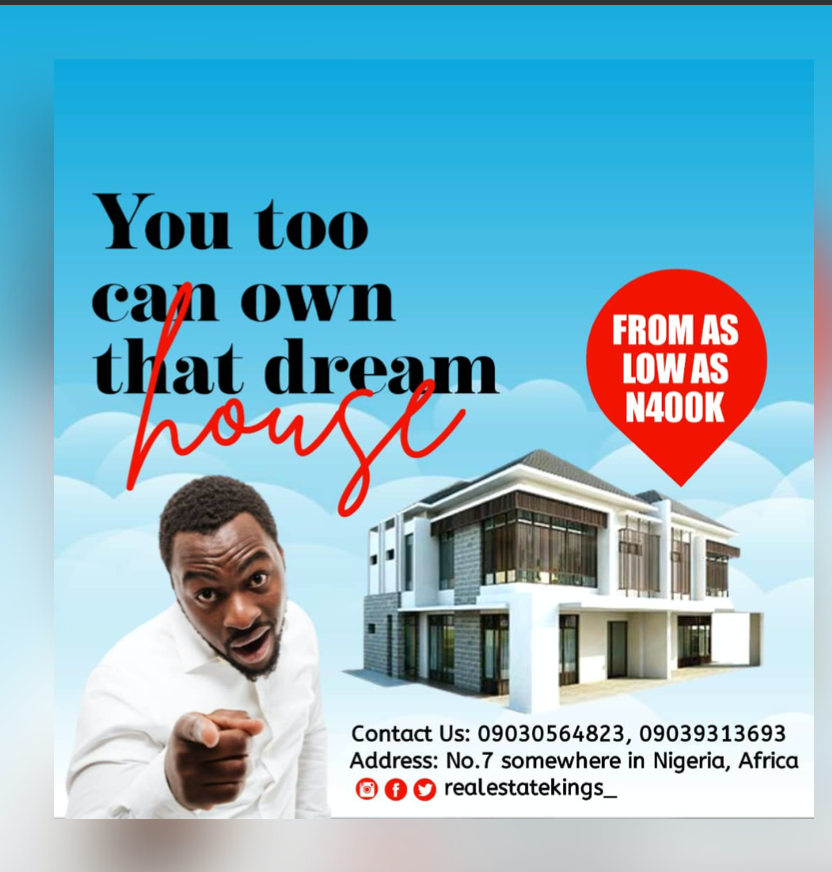 You too
can own
that dream
house
FROM AS
LOW AS
N400K
Contact Us: 09030564823, 09039313693
Address: No.7 somewhere in Nigeria, Africa
realestatekings_